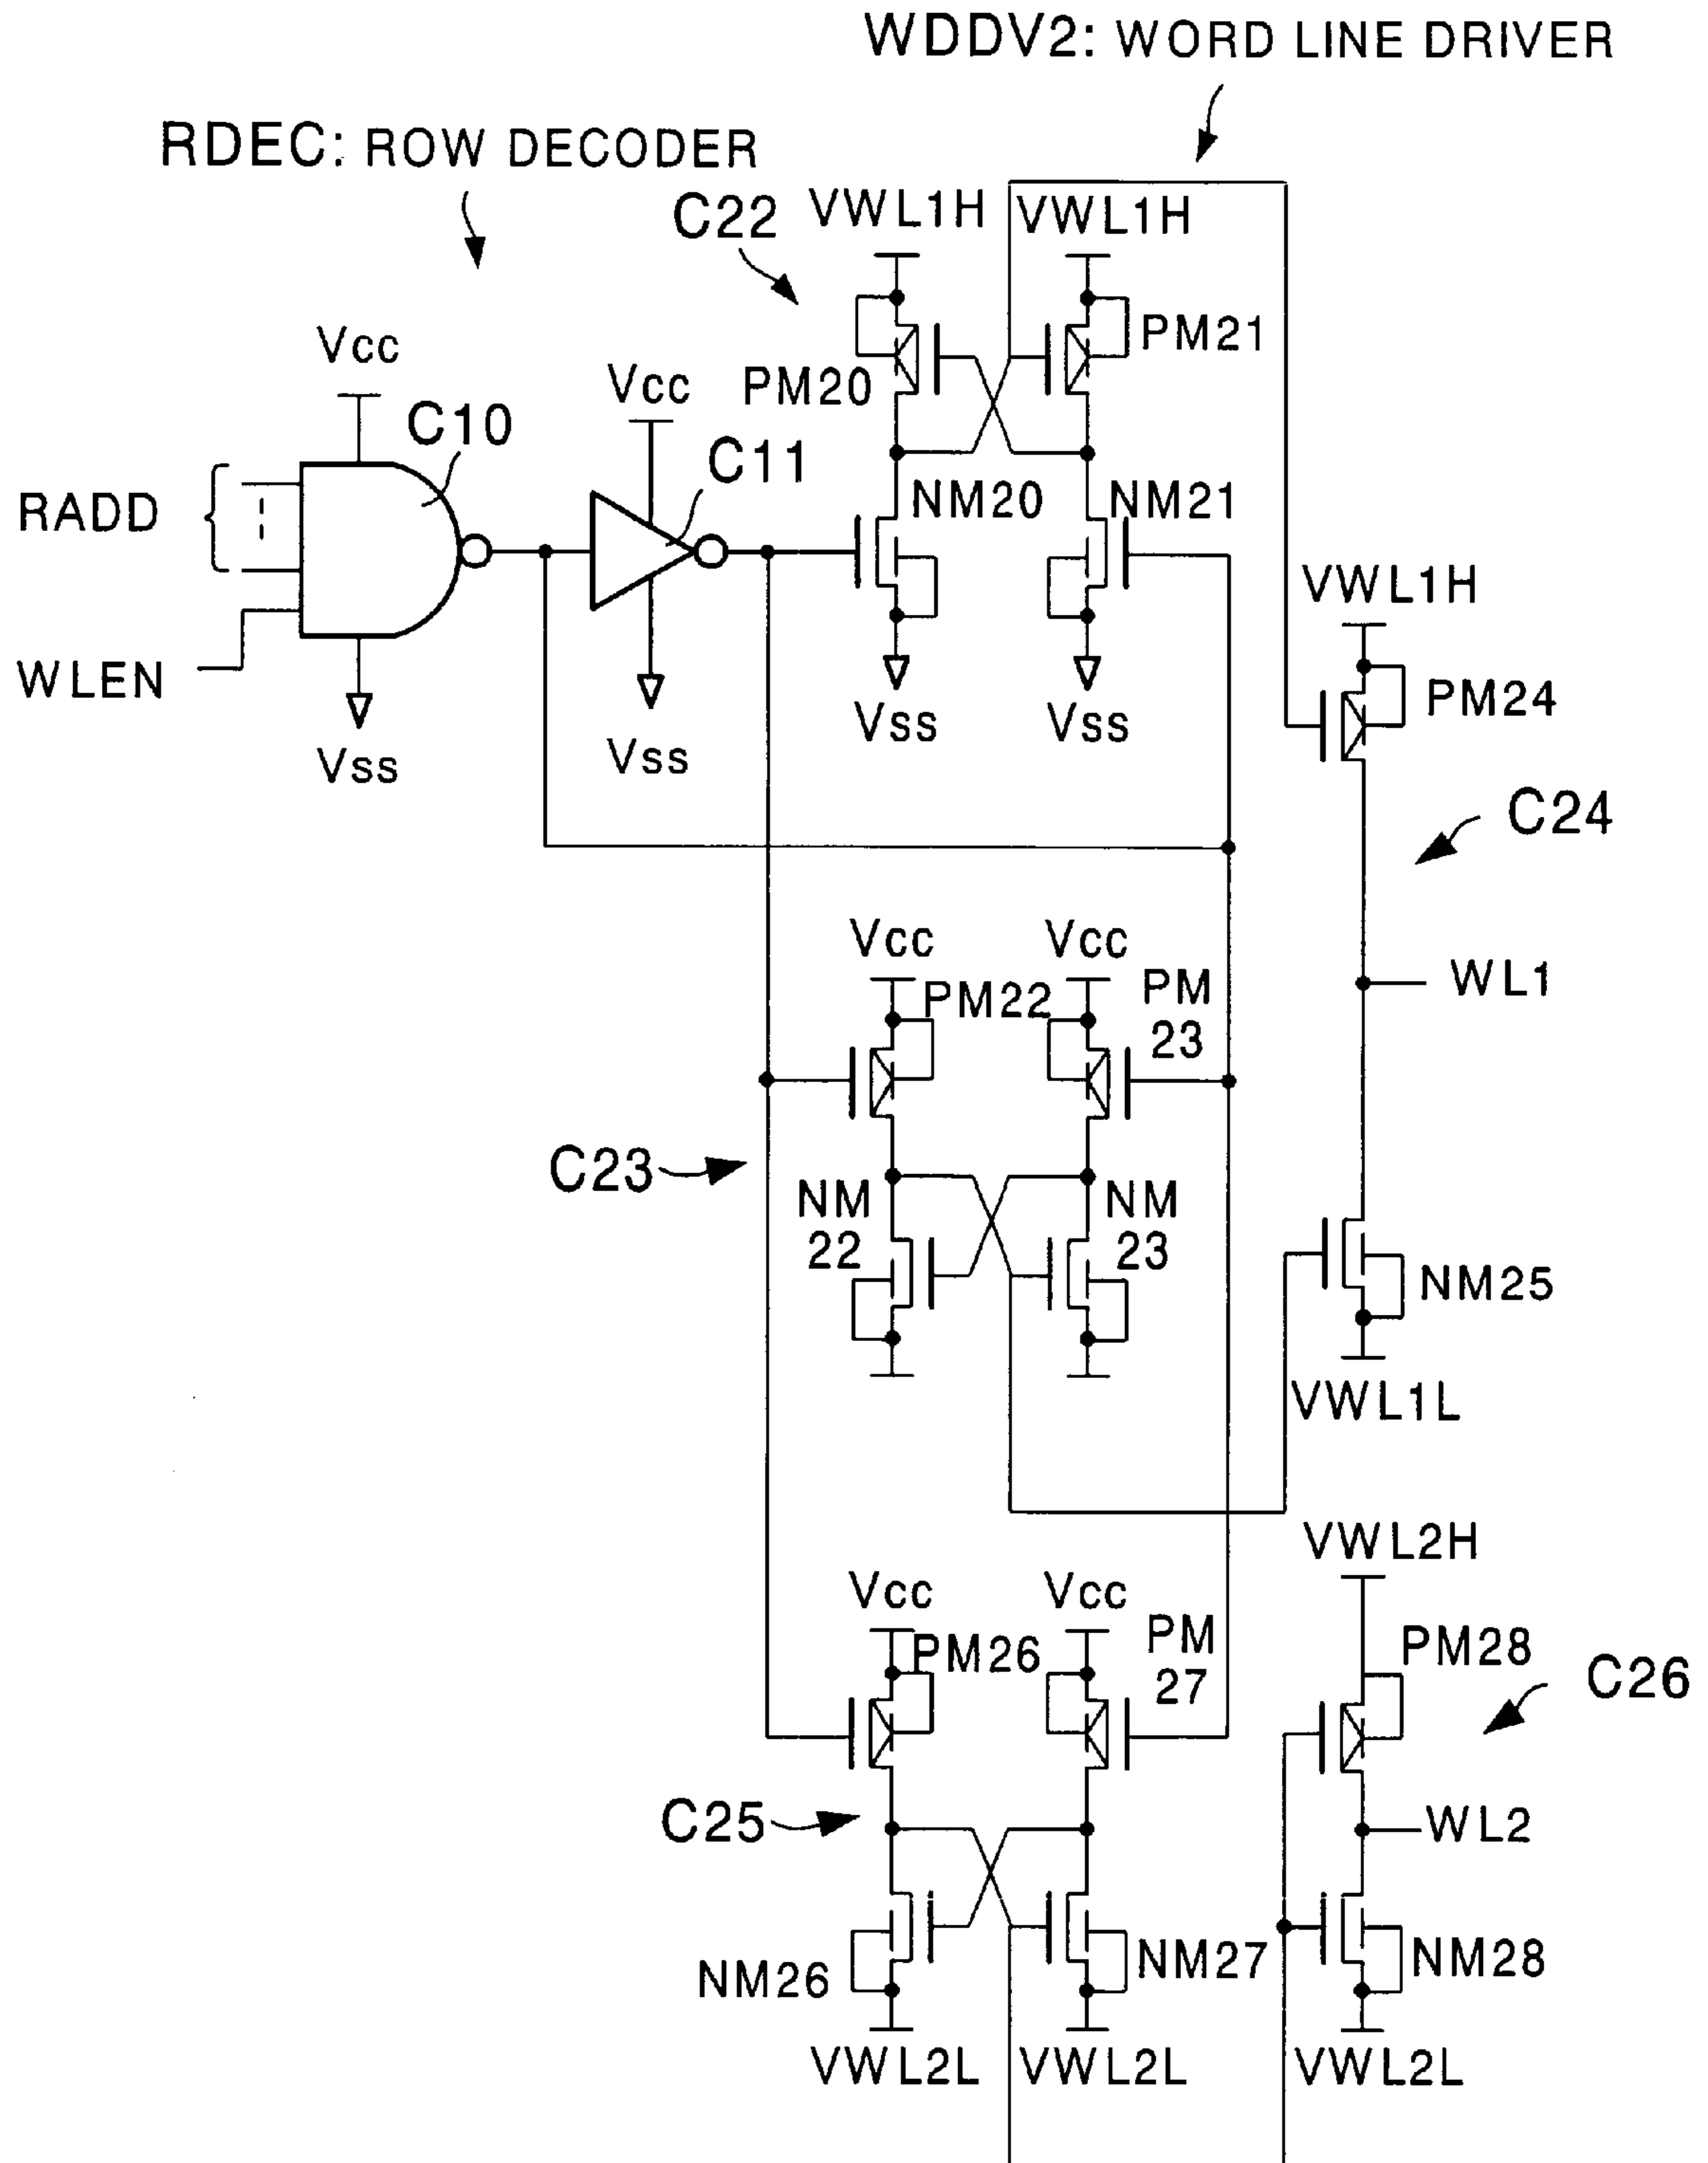 WDDV2: WORD LINE DRIVER
RDEC: ROW DECODER
C22
VWL1H
VWL1H
PM21
Vcc
Vcc
PM20
C10
C11
RADD
NM20
NM21
VWL1H
WLEN
PM24
Vss
Vss
Vss
Vss
C24
Vcc
Vcc
WL1
PM22
PM
23
C23
NM
22
NM
23
NM25
VWL1L
VWL2H
Vcc
Vcc
PM26
PM
27
PM28
C26
C25
WL2
NM26
NM27
NM28
VWL2L
VWL2L
VWL2L